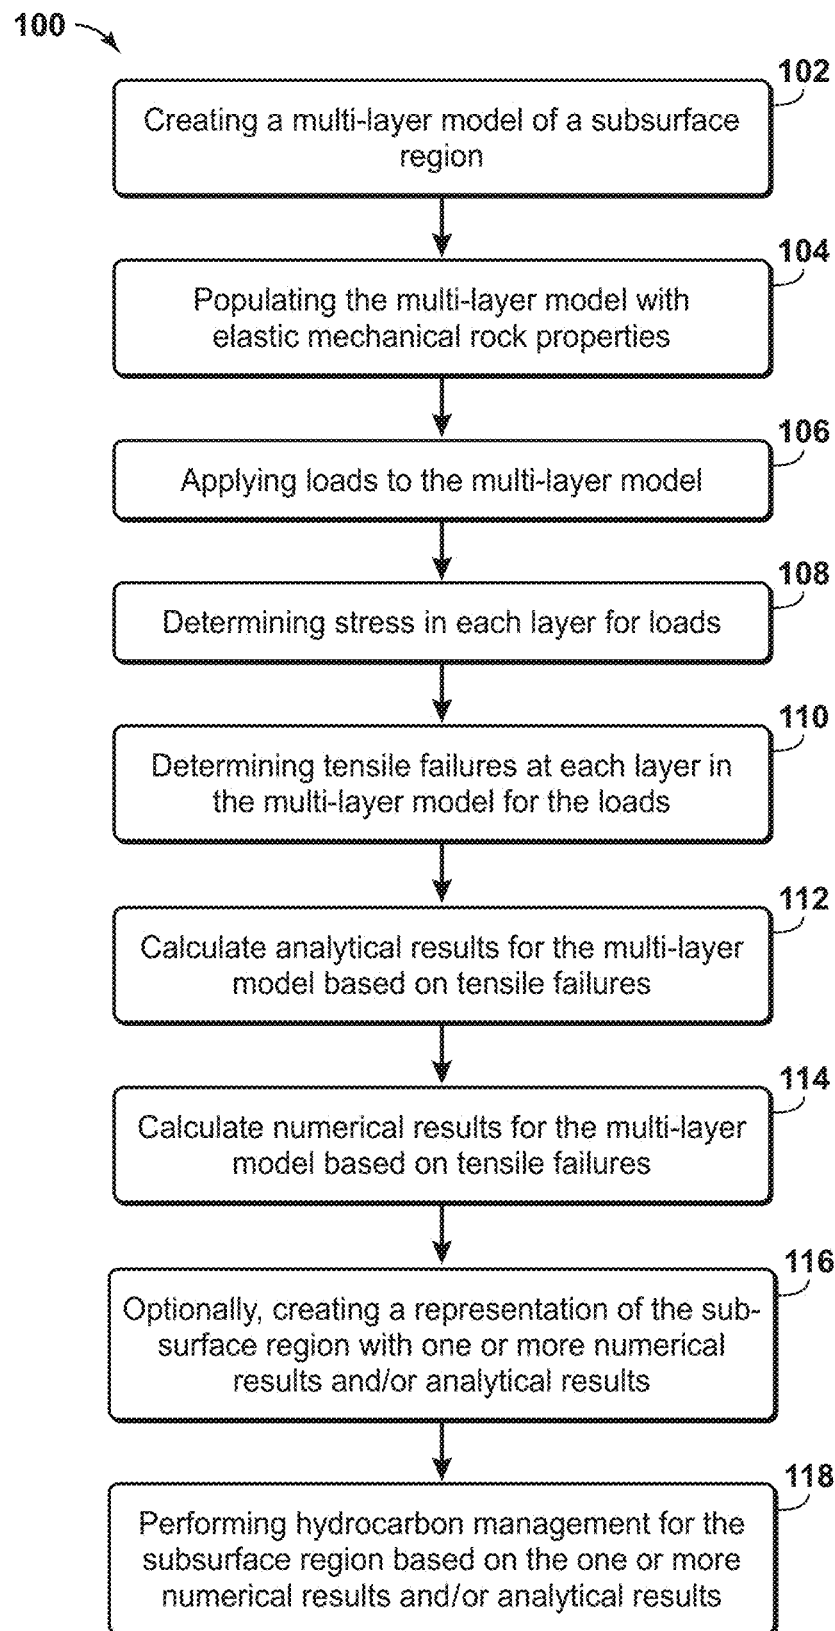 100
102
Creating a multi-layer model of a subsurface
region
104
Populating the multi-layer model with
elastic mechanical rock properties
106
Applying loads to the multi-layer model
108
Determining stress in each layer for loads
110
Determining tensile failures at each layer in
the multi-layer model for the loads
112
Calculate analytical results for the multi-layer
model based on tensile failures
114
Calculate numerical results for the multi-layer
model based on tensile failures
116
Optionally, creating a representation of the sub-
surface region with one or more numerical
results and/or analytical results
118
Performing hydrocarbon management for the
subsurface region based on the one or more
numerical results and/or analytical results